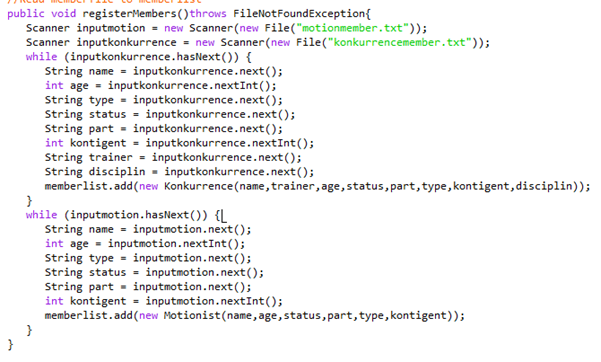 //Read memberfile to memberlist
public void registerMembers()throws FileNotFoundException{
Scanner inputmotion = new Scanner(new File("motionmember.txt"));
Scanner inputkonkurrence = new Scanner(new File("konkurrencemember.txt"));
while (inputkonkurrence.hasNext()) {
String name = inputkonkurrence.next();
int age = inputkonkurrence.nextInt();
String type = inputkonkurrence.next();
String status = inputkonkurrence.next();
String part = inputkonkurrence.next();
int kontigent = inputkonkurrence.nextInt();
String trainer = inputkonkurrence.next();
String disciplin = inputkonkurrence.next();
memberlist.add(new Konkurrence(name,trainer,age,status,part,type,kontigent,disciplin));
}
while (inputmotion.hasNext()) {
String name = inputmotion.next();
int age = inputmotion.nextInt();
String type = inputmotion.next();
String status = inputmotion.next();
String part = inputmotion.next();
int kontigent = inputmotion.nextInt();
memberlist.add(new Motionist(name,age,status,part,type,kontigent));
}
}